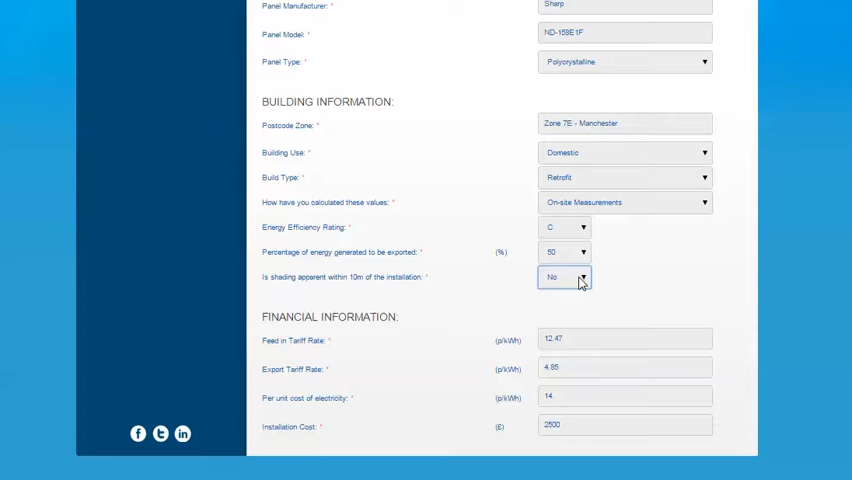 Panel Manufacturer: * Sharp
Panel Model: * ND-158E1F
Panel Type: * Polycrystalline
BUILDING INFORMATION:
Postcode Zone: * Zone 7E - Manchester
Building Use: * Domestic
Build Type: * Retrofit
How have you calculated these values: * On-site Measurements
Energy Efficiency Rating: * C
Percentage of energy generated to be exported: * (%) 50
Is shading apparent within 10m of the installation: * No
FINANCIAL INFORMATION:
Feed in Tariff Rate: * (p/kWh) 12.47
Export Tariff Rate: * (p/kWh) 4.85
Per unit cost of electricity: * (p/kWh) 14
Installation Cost: * (£) 2500